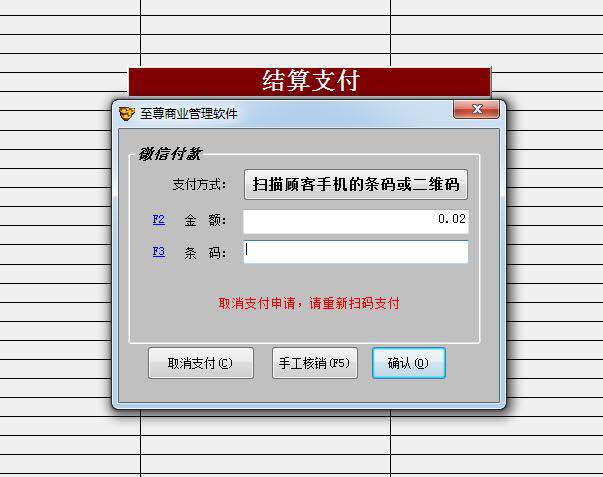 结算支付
至尊商业管理软件
微信付款
支付方式： 扫描顾客手机的条码或二维码
F2 金 额： 0.02
F3 条 码：
取消支付申请，请重新扫码支付
取消支付(C) 手工核销(F5) 确认(O)